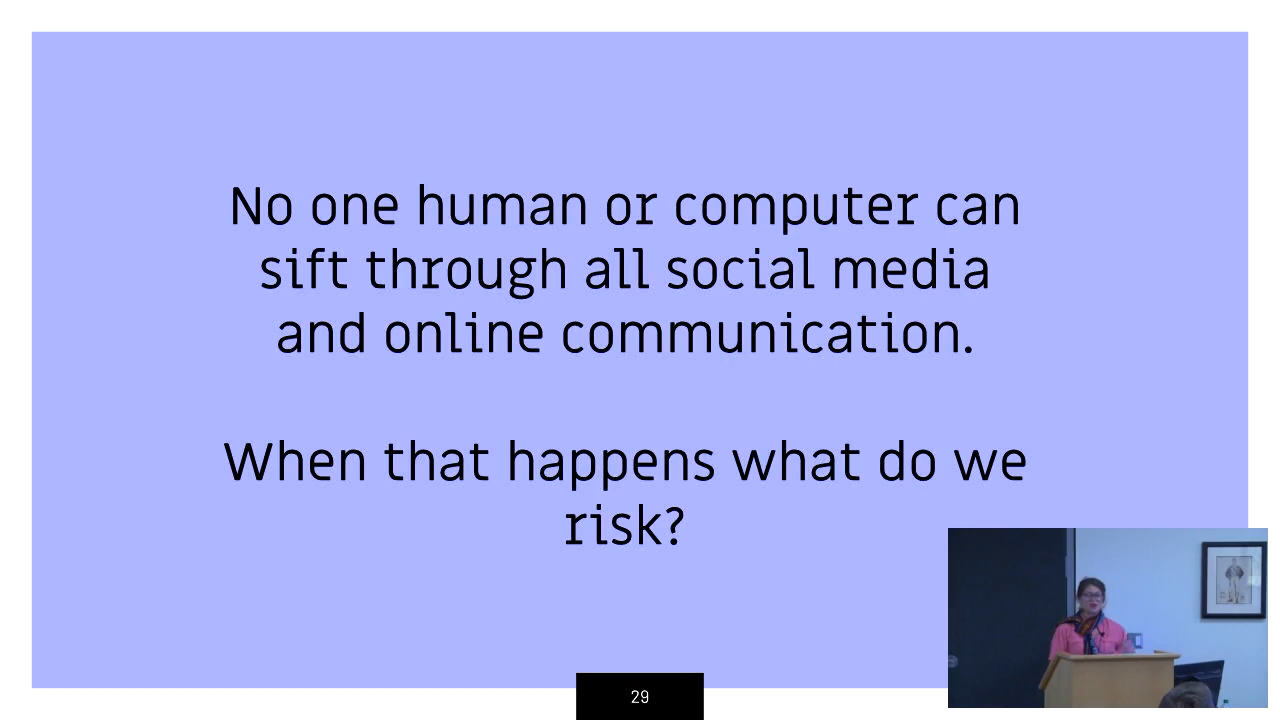 No one human or computer can
sift through all social media
and online communication.
When that happens what do we
risk?
29